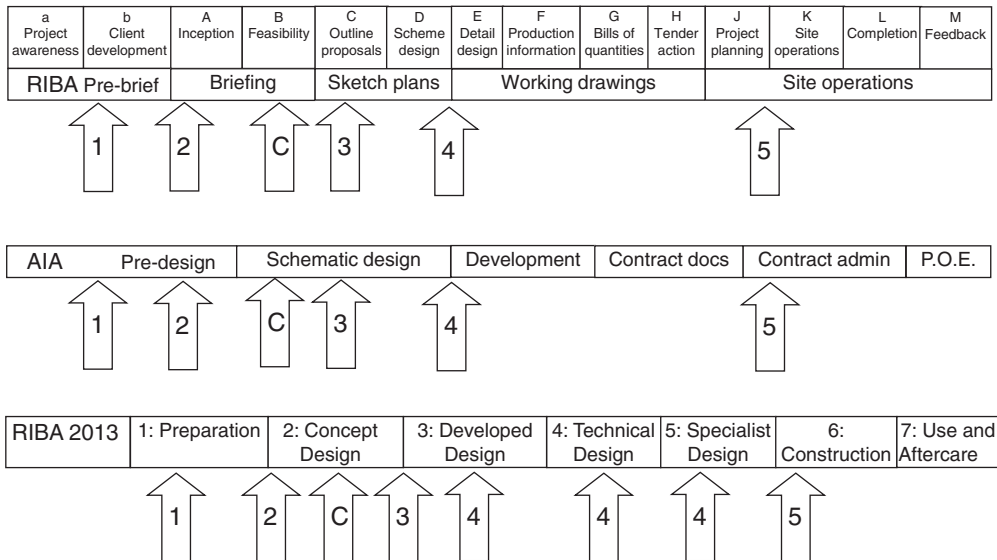 a b A B C D E F G H J K L M
Project Client Inception Feasibility Outline Scheme Detail Production Bills of Tender Project Site Completion Feedback
awareness development proposals design design information quantities action planning operations
RIBA Pre-brief Briefing Sketch plans Working drawings Site operations
1 2 C 3 4 5
AIA Pre-design Schematic design Development Contract docs Contract admin P.O.E.
1 2 C 3 4 5
RIBA 2013 1: Preparation 2: Concept 3: Developed 4: Technical 5: Specialist 6: 7: Use and
Design Design Design Design Construction Aftercare
1 2 C 3 4 4 4 5